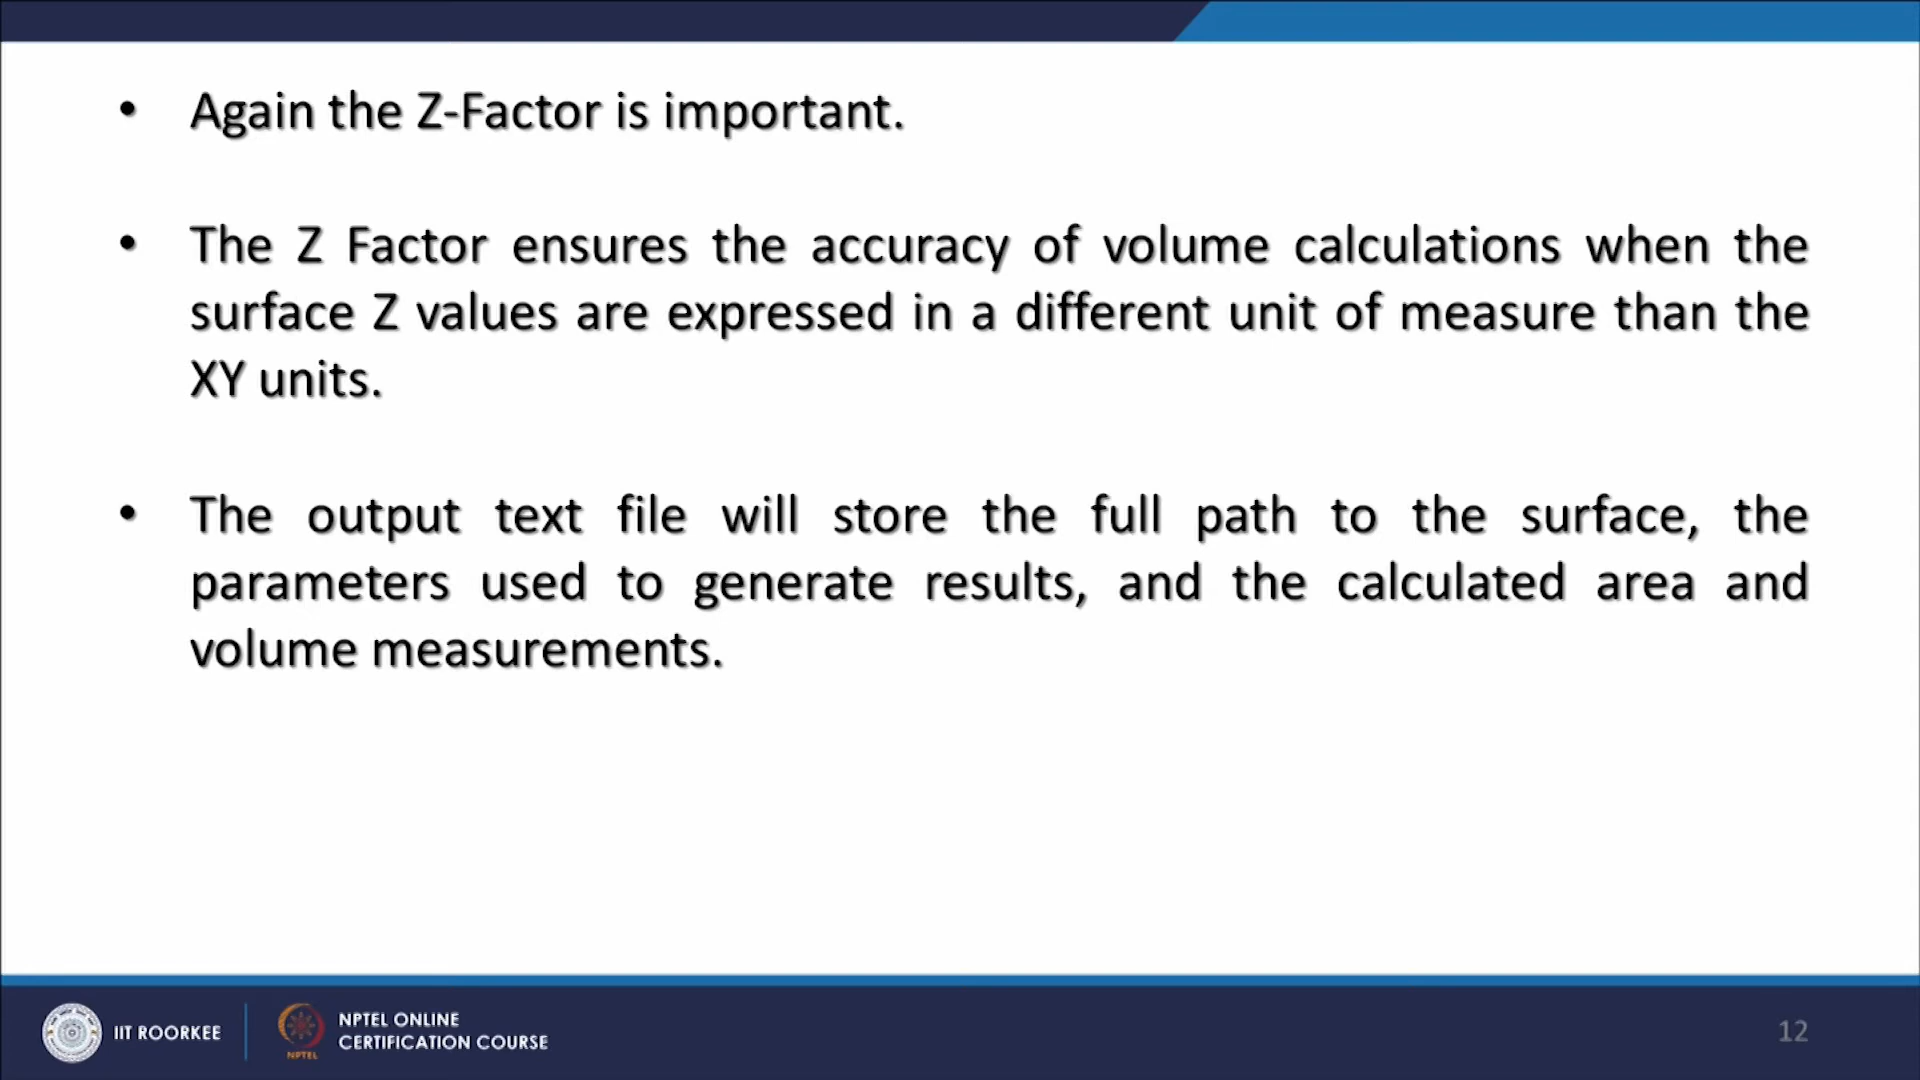 • Again the Z-Factor is important.
• The Z Factor ensures the accuracy of volume calculations when the
surface Z values are expressed in a different unit of measure than the
XY units.
• The output text file will store the full path to the surface, the
parameters used to generate results, and the calculated area and
volume measurements.
IIT ROORKEE
NPTEL
NPTEL ONLINE
CERTIFICATION COURSE
12